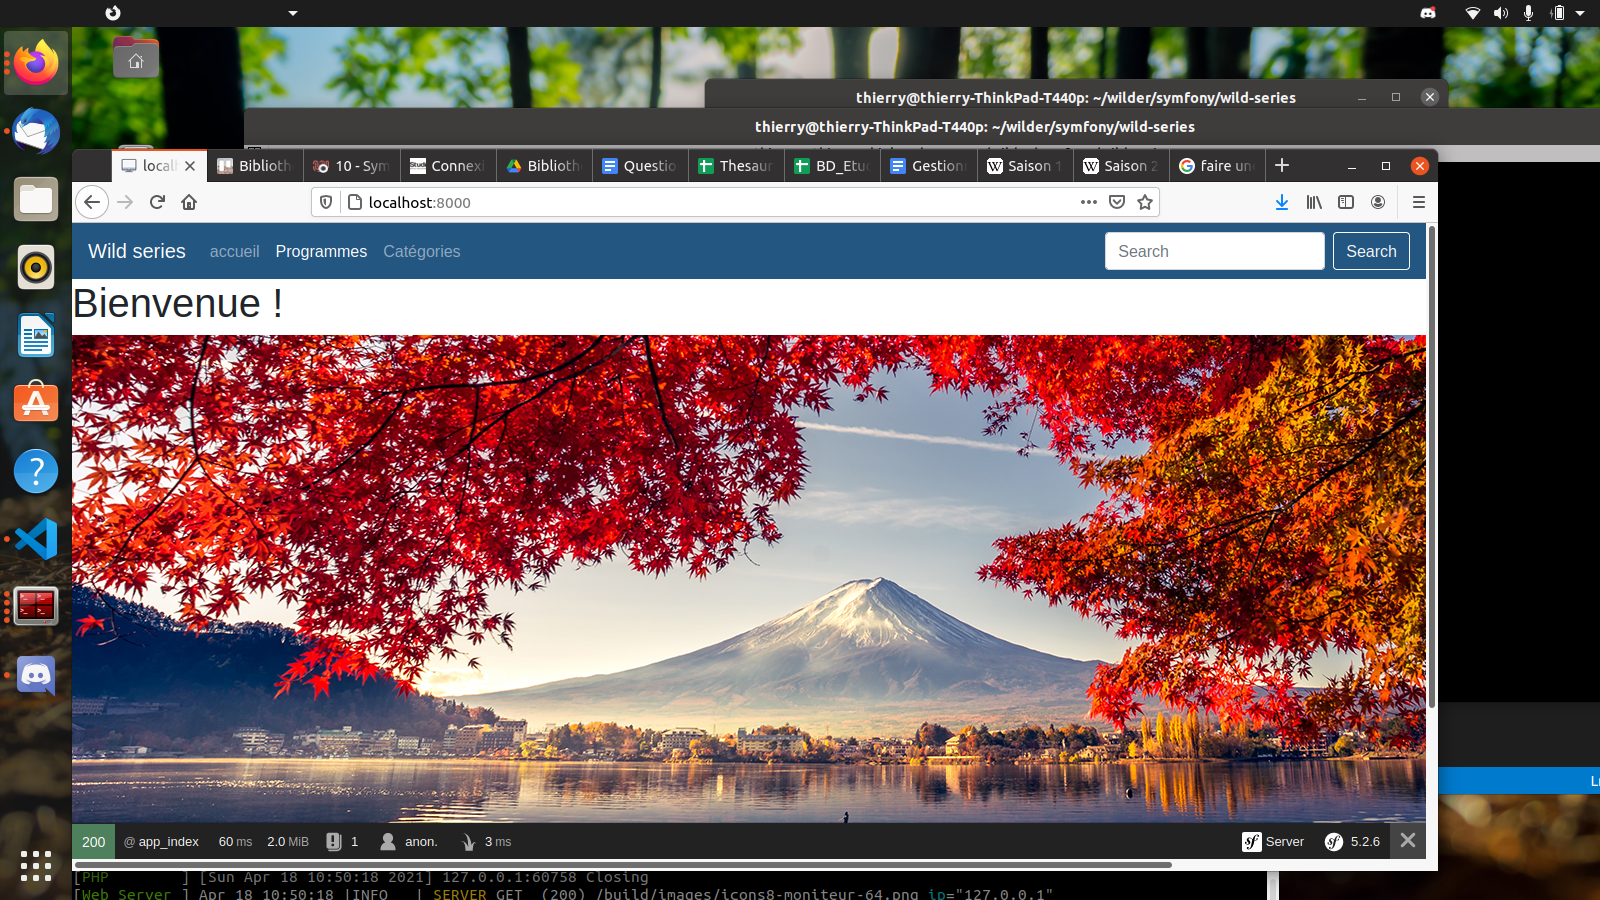 thierry@thierry-ThinkPad-T440p: ~/wilder/symfony/wild-series
thierry@thierry-ThinkPad-T440p: ~/wilder/symfony/wild-series
localh
Biblioth
10 - Sym
Connexi
Biblioth
Questio
Thesaur
BD_Etud
Gestion
Saison 1
Saison 2
faire un
localhost:8000
Wild series accueil Programmes Catégories Search Search
Bienvenue !
200 @ app_index 60 ms 2.0 MiB 1 anon. 3 ms Server 5.2.6
[PHP ] [Sun Apr 18 10:50:18 2021] 127.0.0.1:60758 Closing
[Web Server ] Apr 18 10:50:18 |INFO | SERVER GET (200) /build/images/icons8-moniteur-64.png ip="127.0.0.1"